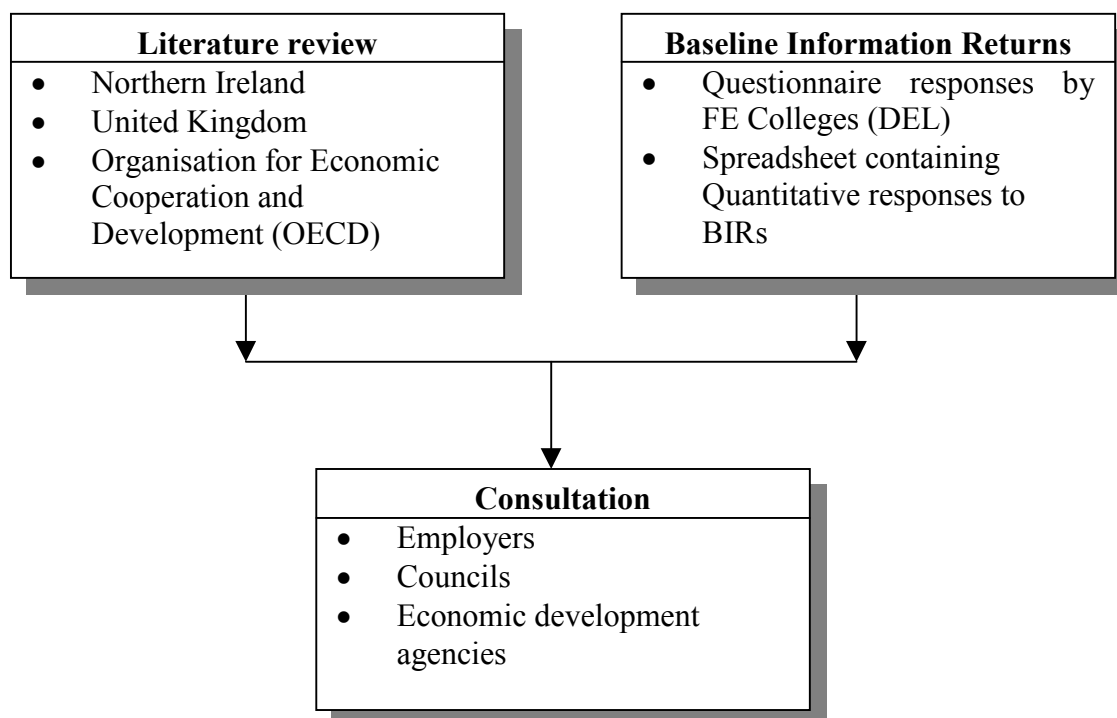 Literature review
• Northern Ireland
• United Kingdom
• Organisation for Economic
Cooperation and
Development (OECD)
Baseline Information Returns
• Questionnaire responses by
FE Colleges (DEL)
• Spreadsheet containing
Quantitative responses to
BIRs
Consultation
• Employers
• Councils
• Economic development
agencies